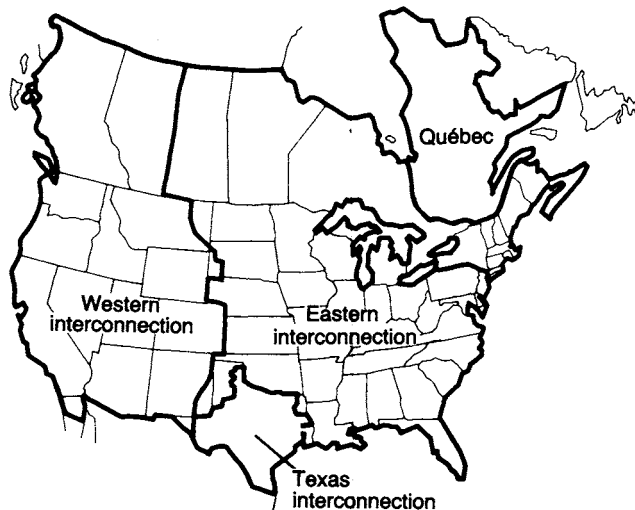 Québec
Western
interconnection
Eastern
interconnection
Texas
interconnection